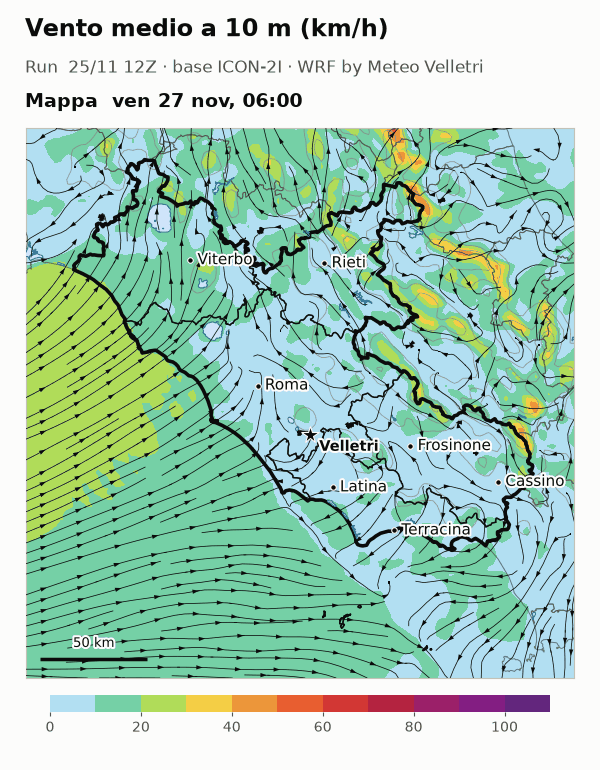 Vento medio a 10 m (km/h)
Run  25/11 12Z · base ICON-2I · WRF by Meteo Velletri
Mappa  ven 27 nov, 06:00
Viterbo
Rieti
Roma
Velletri
Frosinone
Latina
Cassino
Terracina
50 km
0 20 40 60 80 100